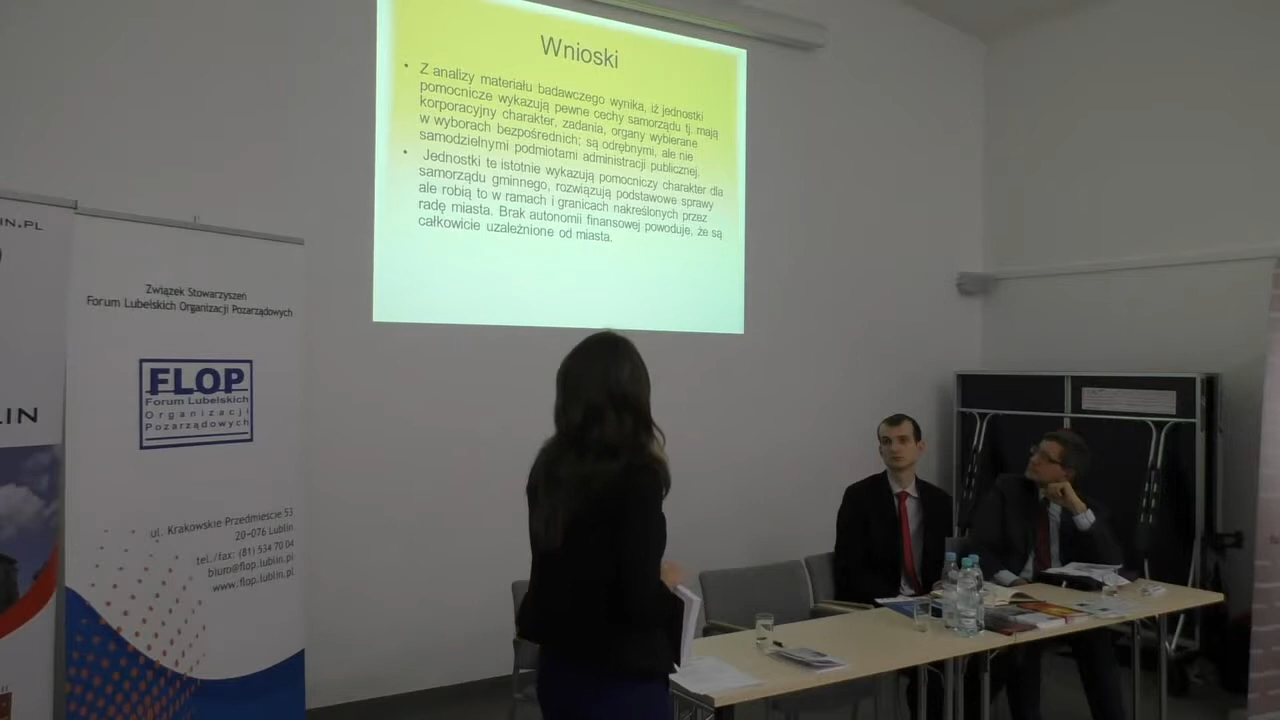 Wnioski
• Z analizy materiału badawczego wynika, iż jednostki
pomocnicze wykazują pewne cechy samorządu tj. mają
korporacyjny charakter, zadania, organy wybierane
w wyborach bezpośrednich; są odrębnymi, ale nie
samodzielnymi podmiotami administracji publicznej.
• Jednostki te istotnie wykazują pomocniczy charakter dla
samorządu gminnego, rozwiązują podstawowe sprawy
ale robią to w ramach i granicach nakreślonych przez
radę miasta. Brak autonomii finansowej powoduje, że są
całkowicie uzależnione od miasta.
IN.PL
LIN
Związek Stowarzyszeń
Forum Lubelskich Organizacji Pozarządowych
FLOP
Forum Lubelskich
Organizacji
Pozarządowych
ul. Krakowskie Przedmieście 53
20-076 Lublin
tel./fax: (81) 534 70 04
biuro@flop.lublin.pl
www.flop.lublin.pl